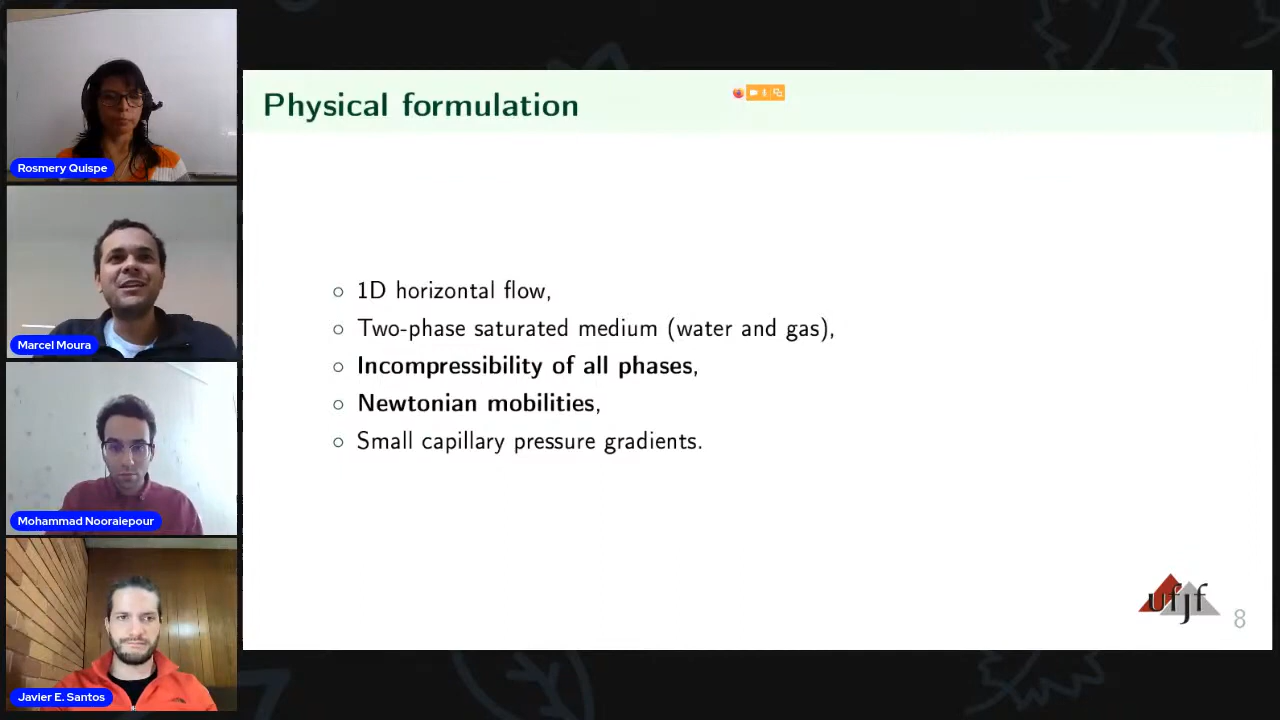 Rosmery Quispe
Marcel Moura
Mohammad Nooraiepour
Javier E. Santos
Physical formulation
1D horizontal flow,
Two-phase saturated medium (water and gas),
Incompressibility of all phases,
Newtonian mobilities,
Small capillary pressure gradients.
ufjf
8